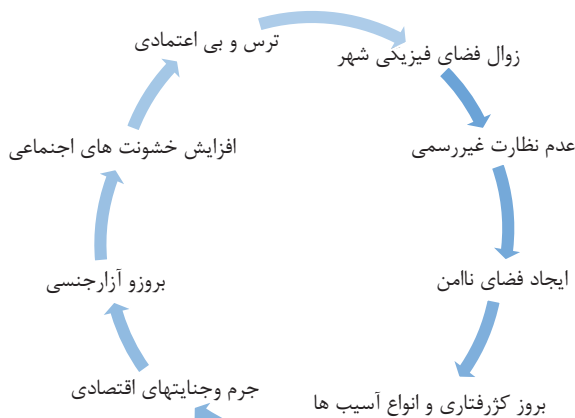 زوال فضای فیزیکی شهر
عدم نظارت غیررسمی
ایجاد فضای ناامن
بروز کژرفتاری و انواع آسیب ها
جرم وجنایتهای اقتصادی
بروزو آزارجنسی
افزایش خشونت های اجنماعی
ترس و بی اعتمادی